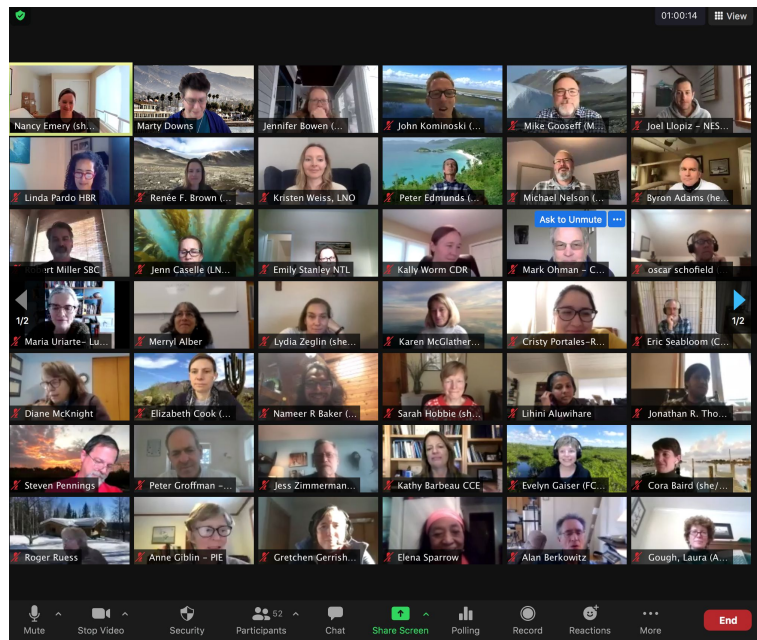 01:00:14 View
Nancy Emery (sh...
Marty Downs
Jennifer Bowen (...
John Kominoski (...
Mike Gooseff (M...
Joel Llopiz - NES...
Linda Pardo HBR
Renée F. Brown (...
Kristen Weiss, LNO
Peter Edmunds (...
Michael Nelson (...
Byron Adams (he...
Ask to Unmute ...
Robert Miller SBC
Jenn Caselle (LN...
Emily Stanley NTL
Kally Worm CDR
Mark Ohman - C...
oscar schofield (...
1/2
1/2
Maria Uriarte- Lu...
Merryl Alber
Lydia Zeglin (she...
Karen McGlather...
Cristy Portales-R...
Eric Seabloom (C...
Diane McKnight
Elizabeth Cook (...
Nameer R Baker (...
Sarah Hobbie (sh...
Lihini Aluwihare
Jonathan R. Tho...
Steven Pennings
Peter Groffman -...
Jess Zimmerman...
Kathy Barbeau CCE
Evelyn Gaiser (FC...
Cora Baird (she/...
Roger Ruess
Anne Giblin - PIE
Gretchen Gerrish...
Elena Sparrow
Alan Berkowitz
Gough, Laura (A...
52
Mute
Stop Video
Security
Participants
Chat
Share Screen
Polling
Record
Reactions
More
End